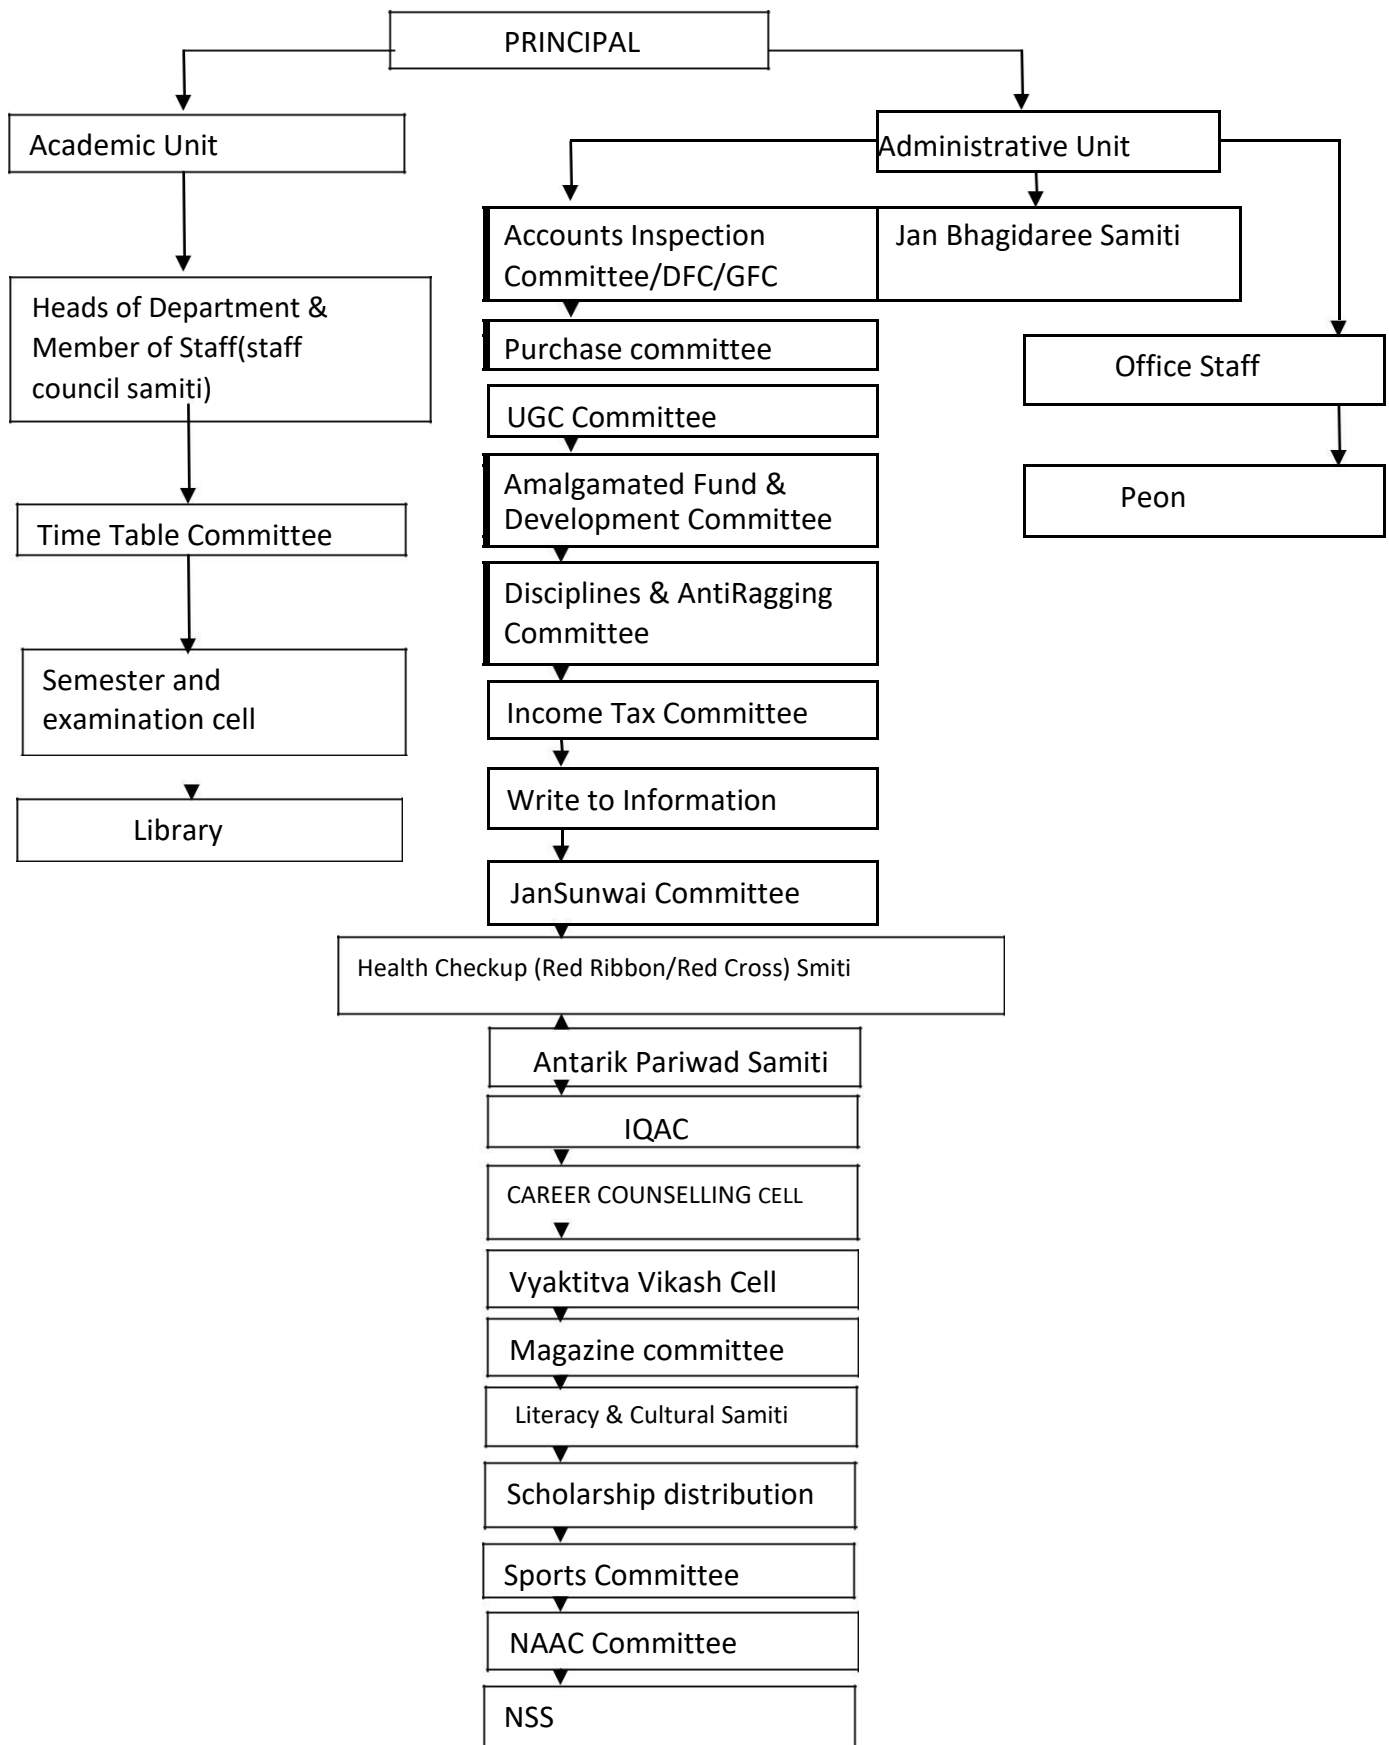 PRINCIPAL
Academic Unit
Administrative Unit
Accounts Inspection
Committee/DFC/GFC
Jan Bhagidaree Samiti
Heads of Department &
Member of Staff(staff
council samiti)
Purchase committee
Office Staff
UGC Committee
Amalgamated Fund &
Development Committee
Peon
Time Table Committee
Disciplines & AntiRagging
Committee
Semester and
examination cell
Income Tax Committee
Write to Information
Library
JanSunwai Committee
Health Checkup (Red Ribbon/Red Cross) Smiti
Antarik Pariwad Samiti
IQAC
CAREER COUNSELLING CELL
Vyaktitva Vikash Cell
Magazine committee
Literacy & Cultural Samiti
Scholarship distribution
Sports Committee
NAAC Committee
NSS